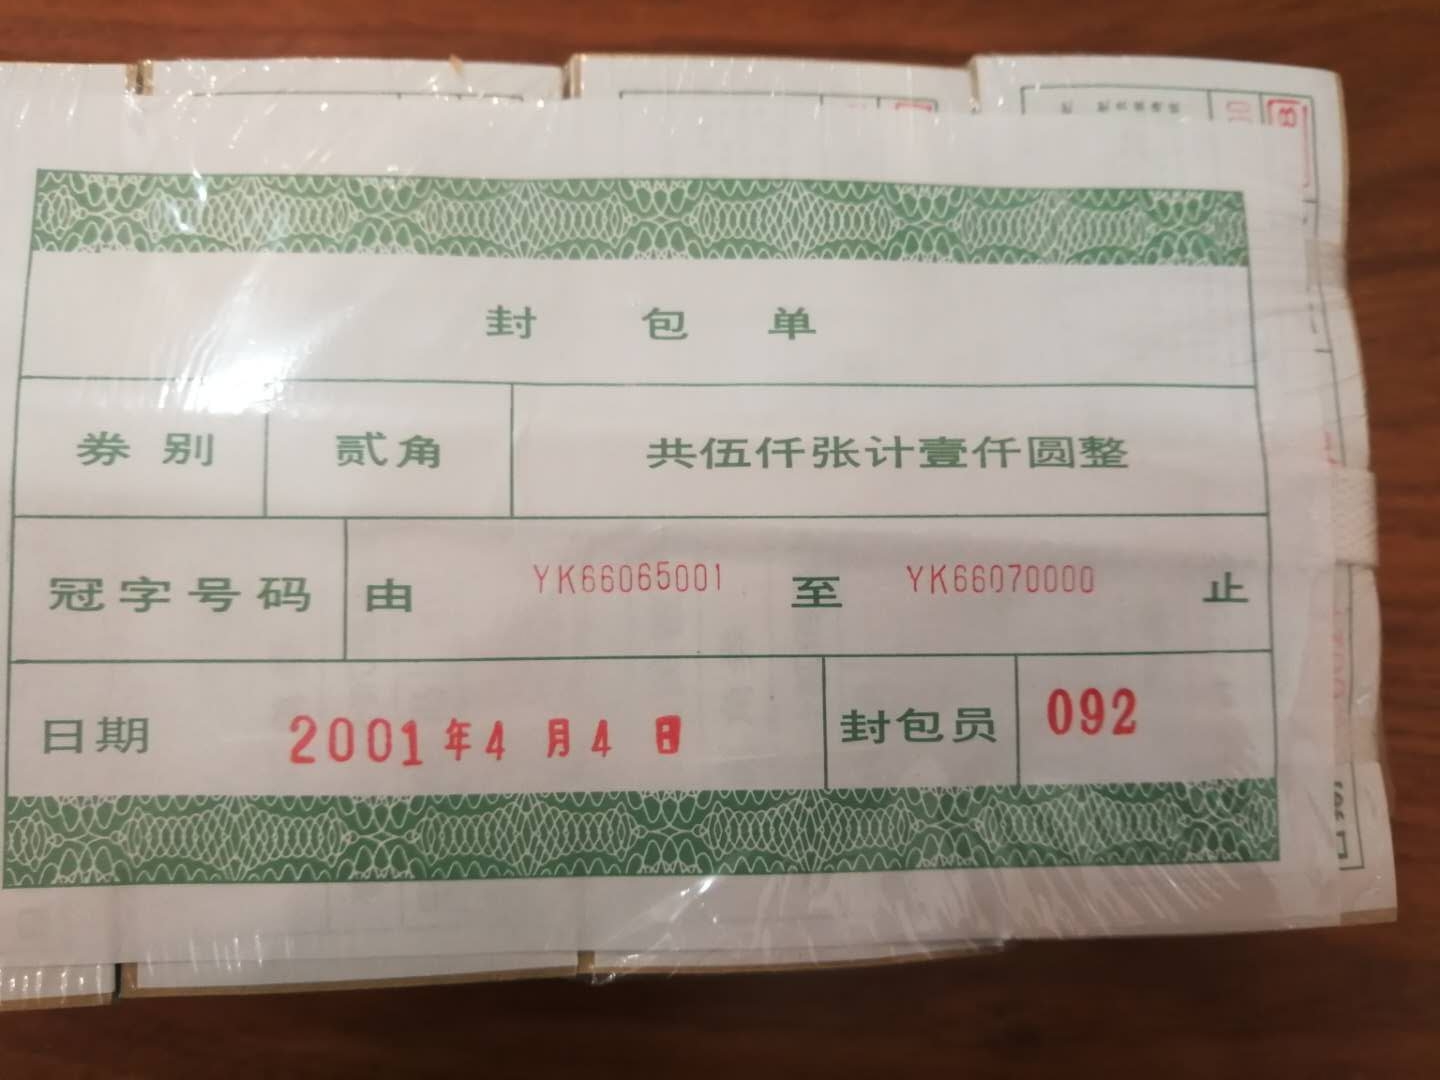 封包单
券别 贰角 共伍仟张计壹仟圆整
冠字号码 由 YK66065001 至 YK66070000 止
日期 2001年4月4日 封包员 092